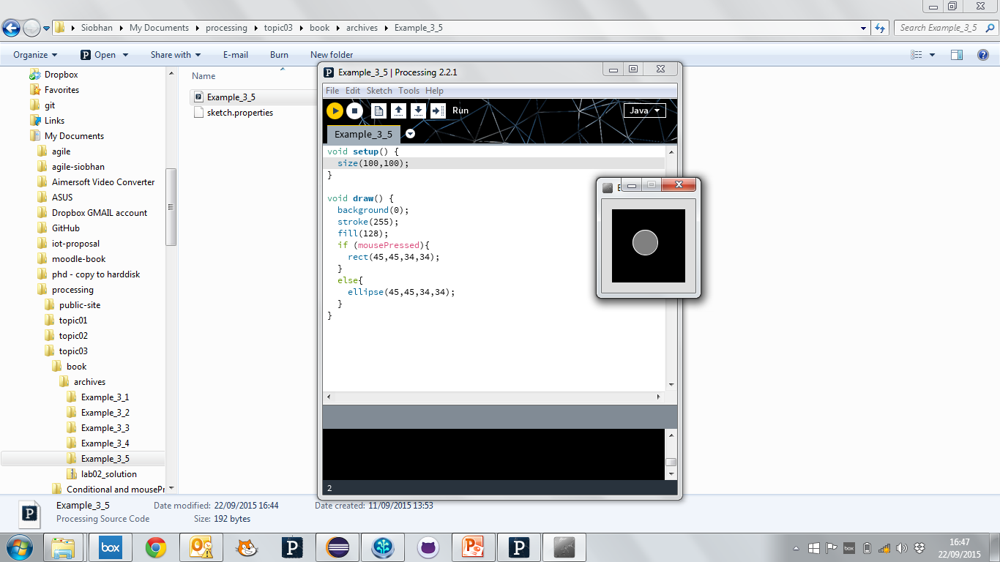 Siobhan
My Documents
processing
topic03
book
archives
Example_3_5
Search Example_3_5
Organize
Open
Share with
E-mail
Burn
New folder
Dropbox
Favorites
git
Links
My Documents
agile
agile-siobhan
Aimersoft Video Converter
ASUS
Dropbox GMAIL account
GitHub
iot-proposal
moodle-book
phd - copy to harddisk
processing
public-site
topic01
topic02
topic03
book
archives
Example_3_1
Example_3_2
Example_3_3
Example_3_4
Example_3_5
lab02_solution
Conditional and mousePr
Name
Example_3_5
sketch.properties
Example_3_5 | Processing 2.2.1
File Edit Sketch Tools Help
Run
Java
Example_3_5
void setup() {
  size(100,100);
}
void draw() {
  background(0);
  stroke(255);
  fill(128);
  if (mousePressed){
    rect(45,45,34,34);
  }
  else{
    ellipse(45,45,34,34);
  }
}
2
Example_3_5
Date modified: 22/09/2015 16:44
Date created: 11/09/2015 13:53
Processing Source Code
Size: 192 bytes
box
box
16:47
22/09/2015